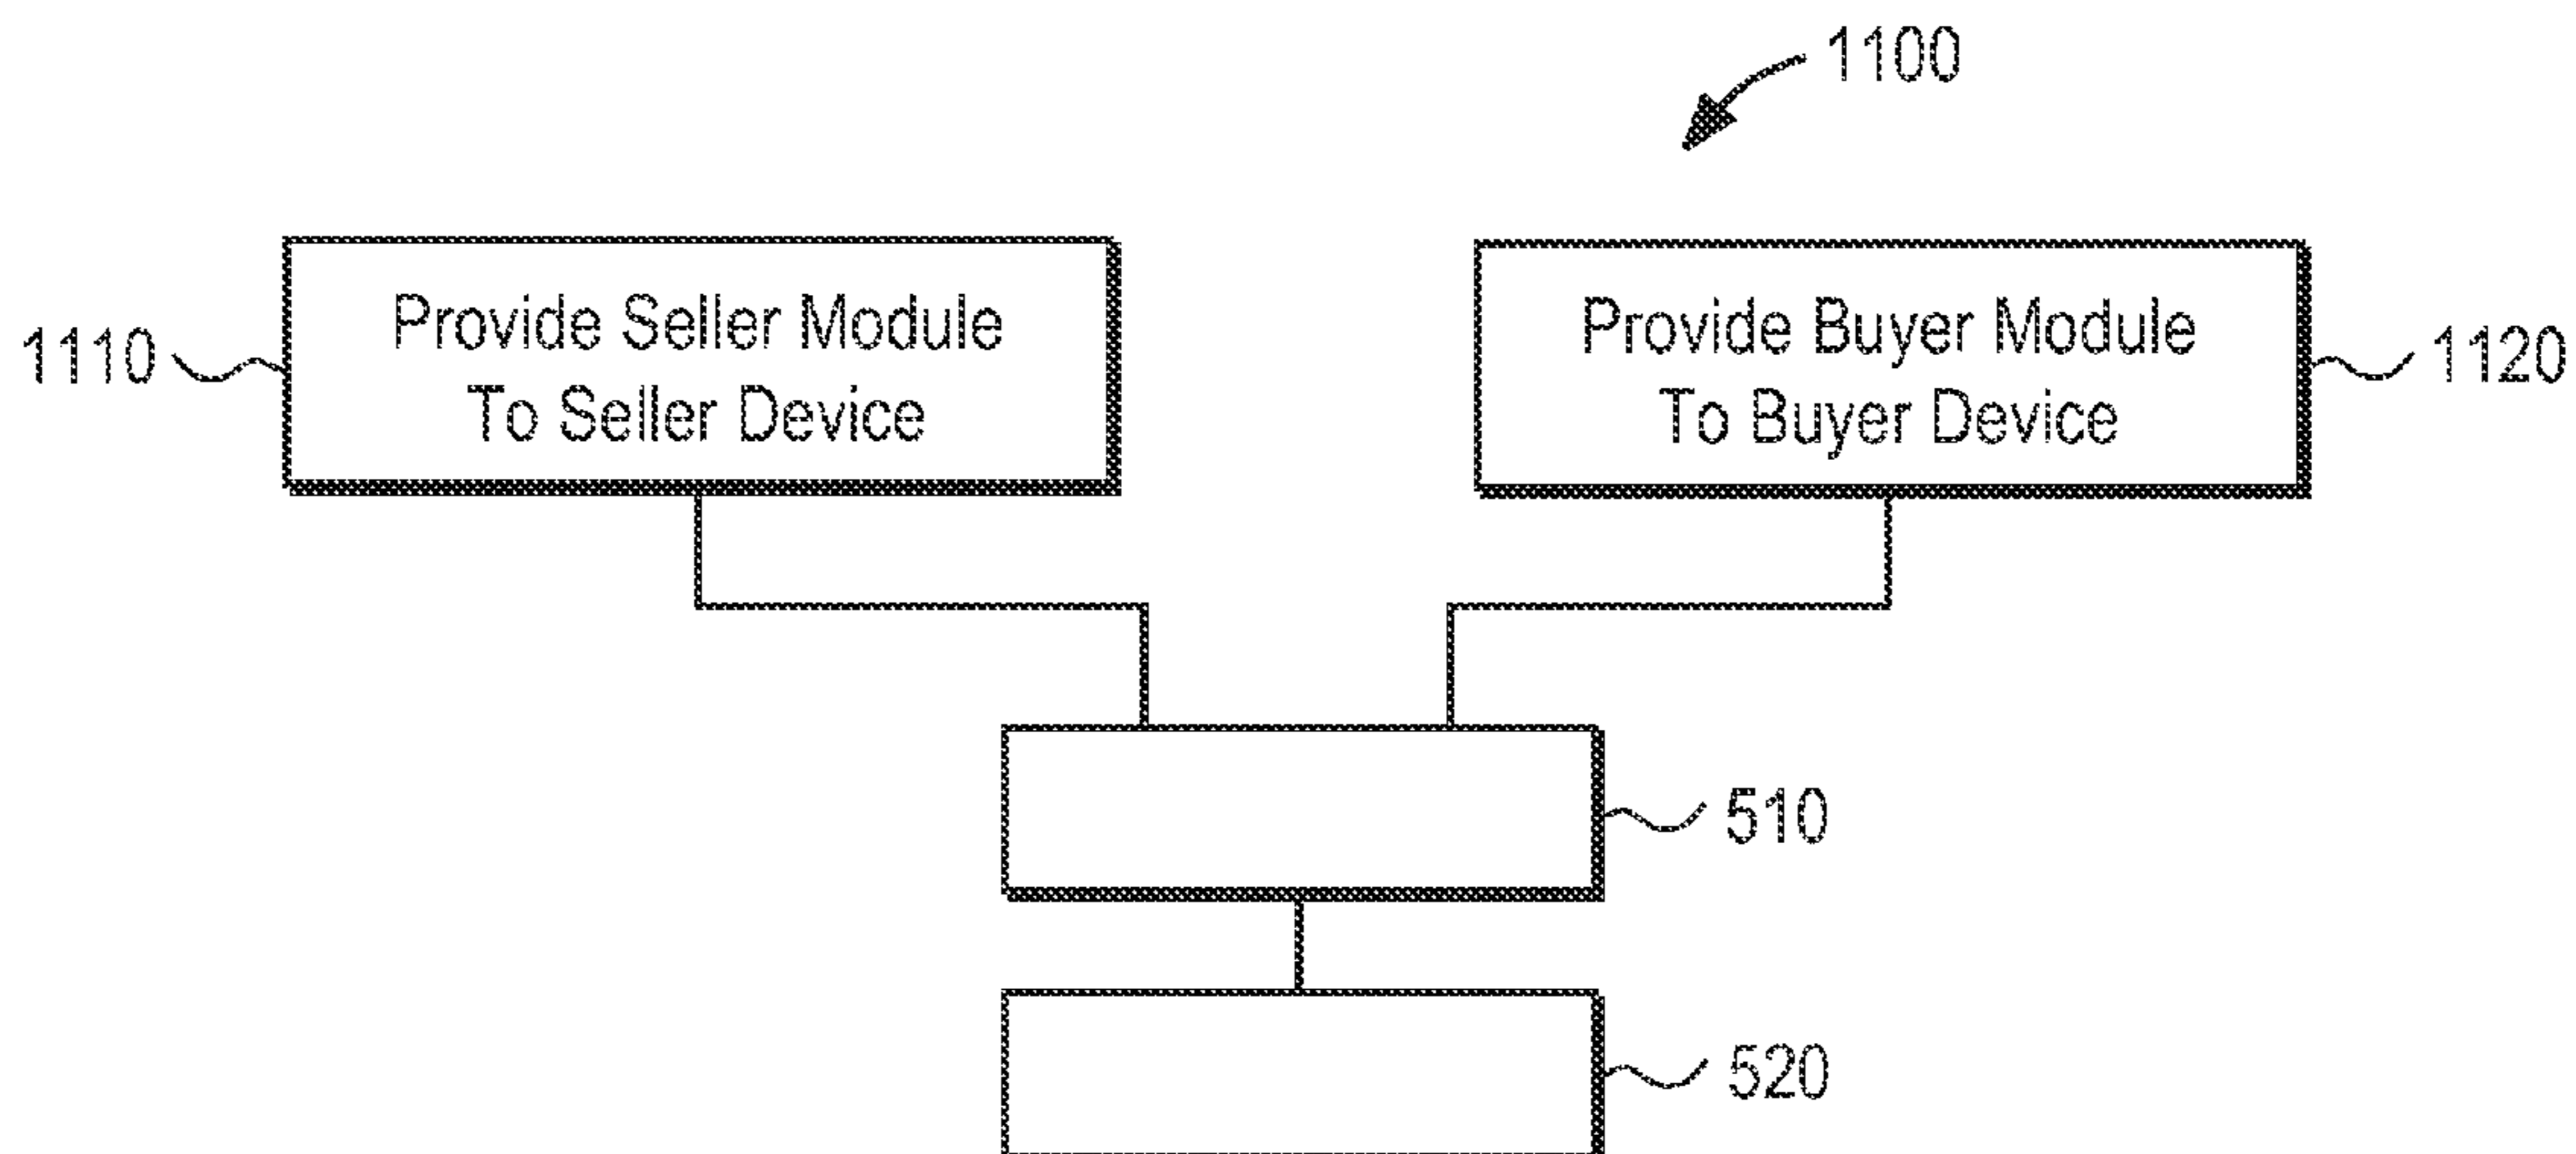 1100
Provide Seller Module
To Seller Device
1110
Provide Buyer Module
To Buyer Device
1120
510
520